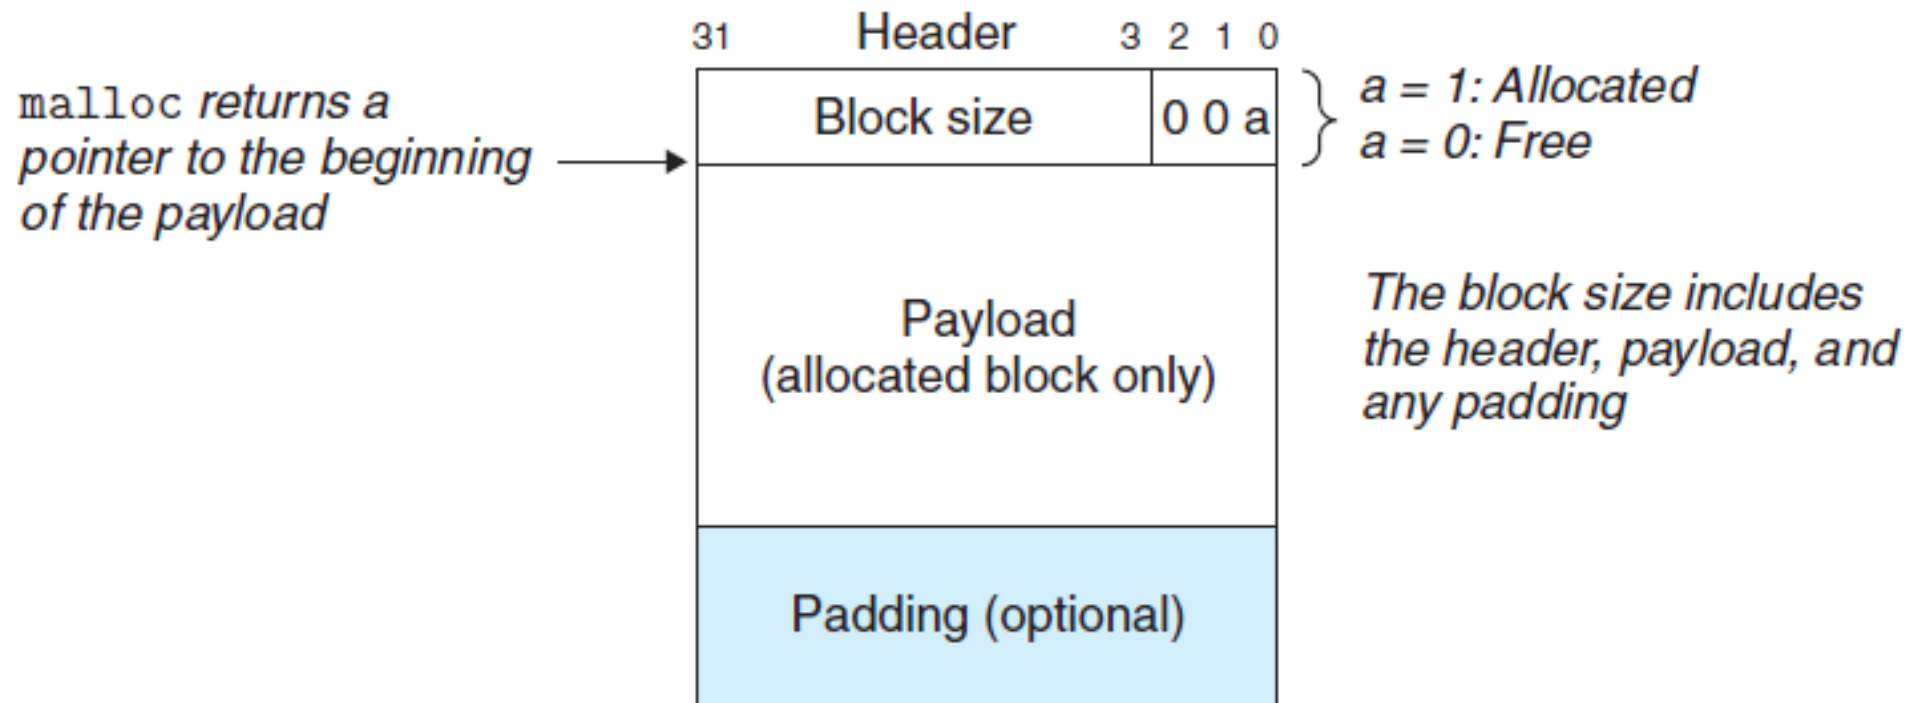 31 Header 3 2 1 0
malloc returns a
pointer to the beginning
of the payload
Block size 0 0 a
a = 1: Allocated
a = 0: Free
Payload
(allocated block only)
The block size includes
the header, payload, and
any padding
Padding (optional)